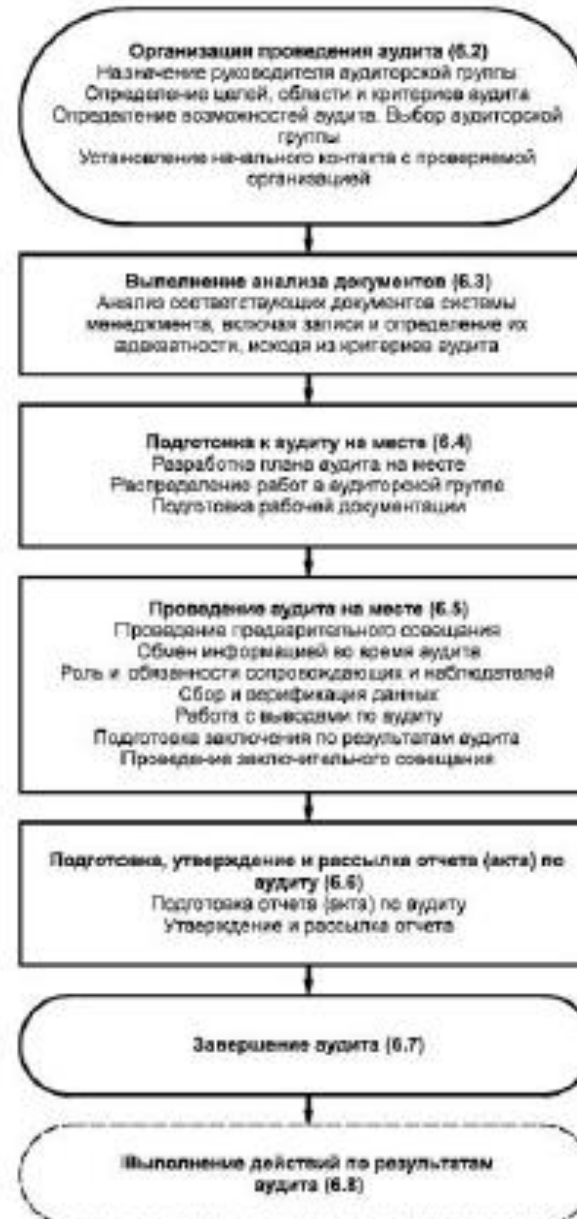 Организация проведения аудита (6.2)
Назначение руководителя аудиторской группы
Определение целей, области и критериев аудита
Определение возможностей аудита. Выбор аудиторской
группы
Установление начального контакта с проверяемой
организацией
Выполнение анализа документов (6.3)
Анализ соответствующих документов системы
менеджмента, включая записи и определение их
адекватности, исходя из критериев аудита
Подготовка к аудиту на месте (6.4)
Разработка плана аудита на месте
Распределение работ в аудиторской группе
Подготовка рабочей документации
Проведение аудита на месте (6.5)
Проведение предварительного совещания
Обмен информацией во время аудита
Роль и обязанности сопровождающих и наблюдателей
Сбор и верификация данных
Работа с выводами по аудиту
Подготовка заключения по результатам аудита
Проведение заключительного совещания
Подготовка, утверждение и рассылка отчета (акта) по
аудиту (6.6)
Подготовка отчета (акта) по аудиту
Утверждение и рассылка отчета
Завершение аудита (6.7)
Выполнение действий по результатам
аудита (6.8)